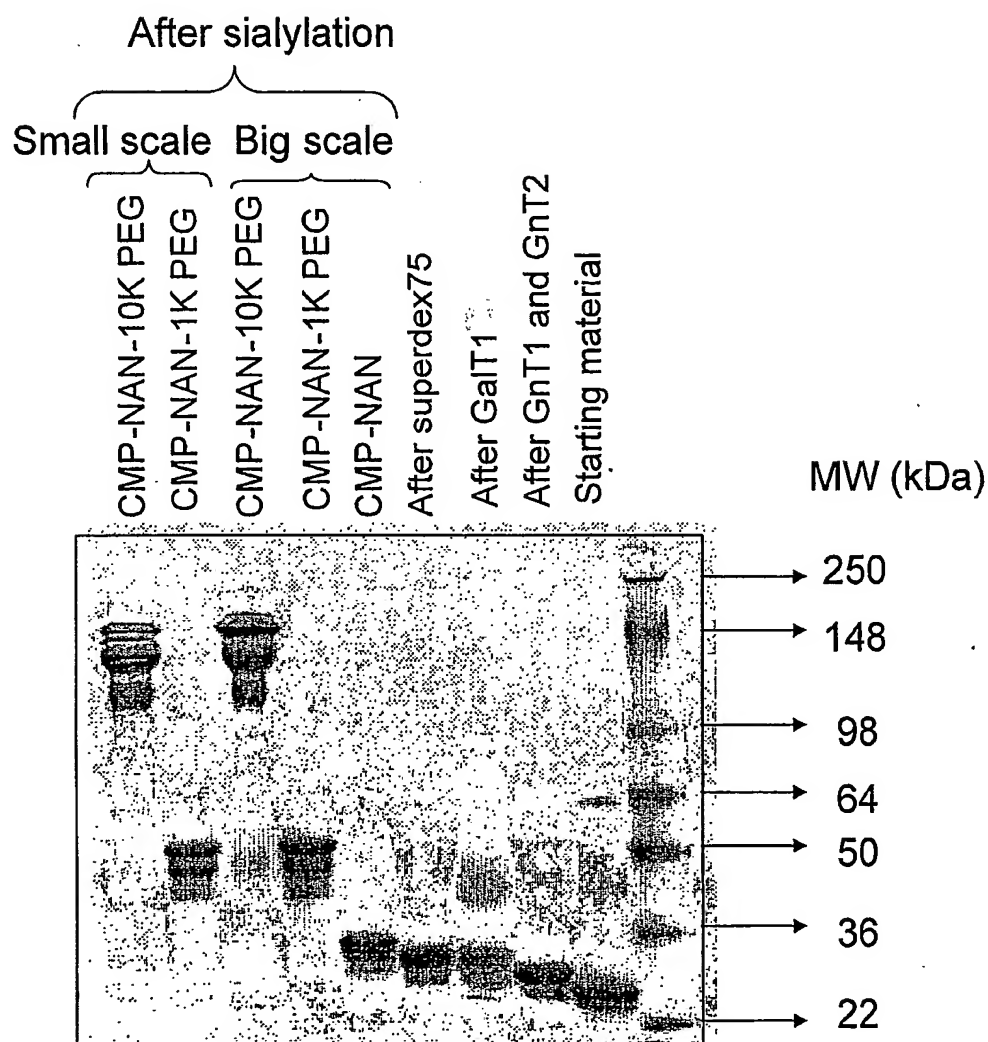 After sialylation
Small scale
Big scale
CMP-NAN-10K PEG
CMP-NAN-1K PEG
CMP-NAN-10K PEG
CMP-NAN-1K PEG
CMP-NAN
After superdex75
After GalT1
After GnT1 and GnT2
Starting material
MW (kDa)
250
148
98
64
50
36
22